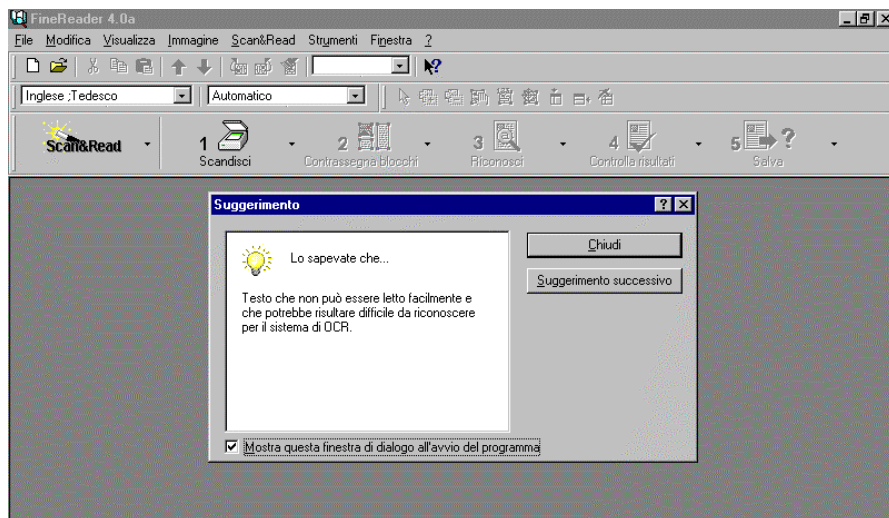 FineReader 4.0a
File Modifica Visualizza Immagine Scan&Read Strumenti Finestra ?
Inglese ;Tedesco Automatico
Scan&Read 1 2 3 4 5 ?
Scandisci Contrassegna blocchi Riconosci Controlla risultati Salva
Suggerimento
Lo sapevate che...
Chiudi
Suggerimento successivo
Testo che non può essere letto facilmente e
che potrebbe risultare difficile da riconoscere
per il sistema di OCR.
Mostra questa finestra di dialogo all'avvio del programma